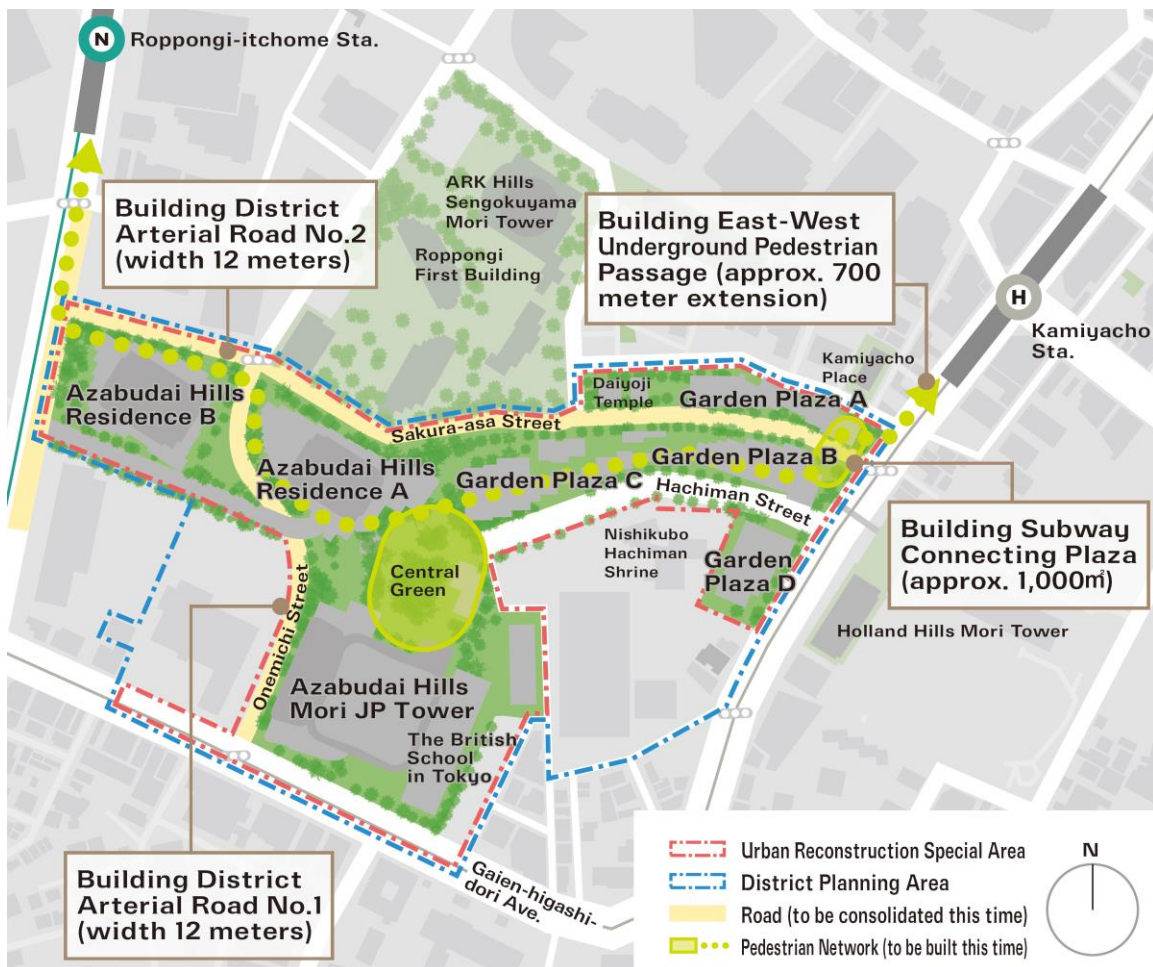 N
Roppongi-itchome Sta.
ARK Hills
Sengokuyama
Mori Tower
Roppongi
First Building
Building District
Arterial Road No.2
(width 12 meters)
Building East-West
Underground Pedestrian
Passage (approx. 700
meter extension)
H
Kamiyacho
Sta.
Kamiyacho
Place
Daiyoji
Temple
Garden Plaza A
Azabudai Hills
Residence B
Sakura-asa Street
Garden Plaza B
Azabudai Hills
Residence A
Garden Plaza C
Hachiman Street
Nishikubo
Hachiman
Shrine
Garden
Plaza D
Building Subway
Connecting Plaza
(approx. 1,000㎡)
Central
Green
Holland Hills Mori Tower
Onemichi Street
Azabudai Hills
Mori JP Tower
The British
School
in Tokyo
Building District
Arterial Road No.1
(width 12 meters)
Gaien-higashi-
dori Ave.
Urban Reconstruction Special Area
District Planning Area
Road (to be consolidated this time)
Pedestrian Network (to be built this time)
N